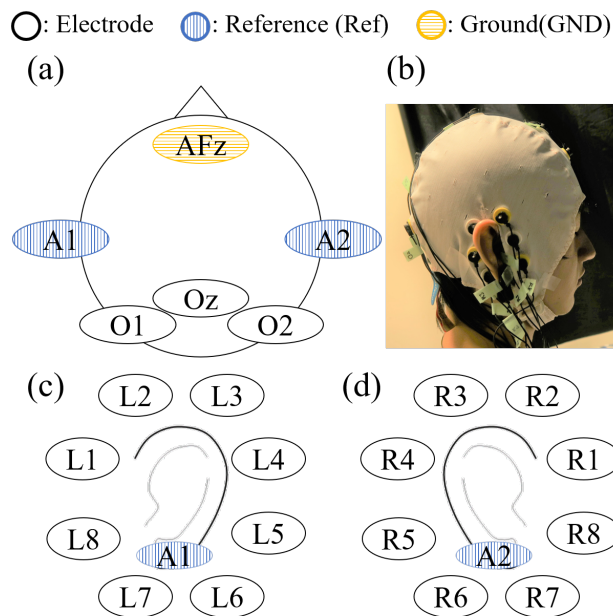 : Electrode : Reference (Ref) : Ground(GND)
(a) (b)
AFz
A1 A2
Oz
O1 O2
(c) (d)
L2 L3 R3 R2
L1 L4 R4 R1
L8 L5 R5 R8
A1 A2
L7 L6 R6 R7